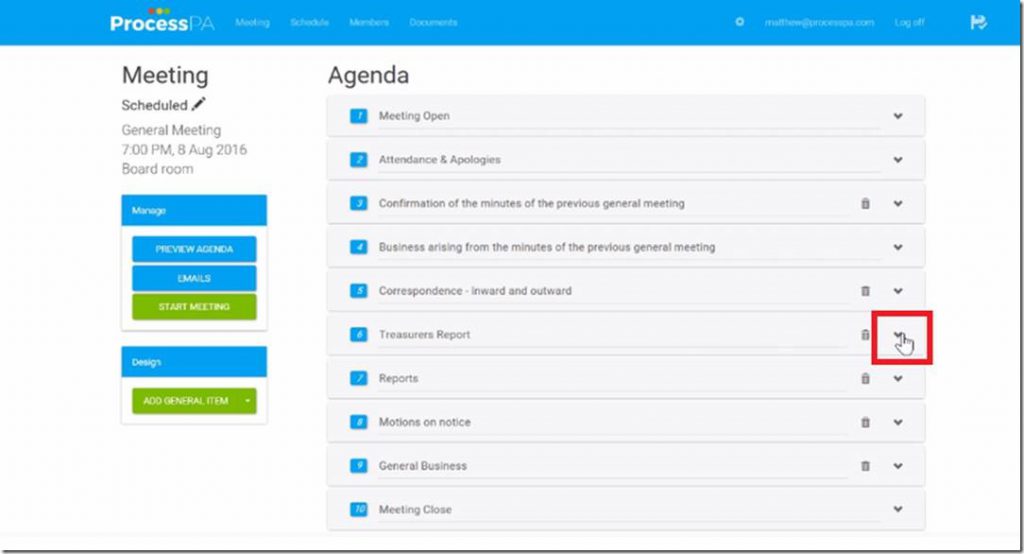 ProcessPA Meeting Schedule Members Documents matthew@processpa.com Log off
Meeting
Scheduled
General Meeting
7:00 PM, 8 Aug 2016
Board room
Manage
PREVIEW AGENDA
EMAILS
START MEETING
Design
ADD GENERAL ITEM
Agenda
1 Meeting Open
2 Attendance & Apologies
3 Confirmation of the minutes of the previous general meeting
4 Business arising from the minutes of the previous general meeting
5 Correspondence - inward and outward
6 Treasurers Report
7 Reports
8 Motions on notice
9 General Business
10 Meeting Close